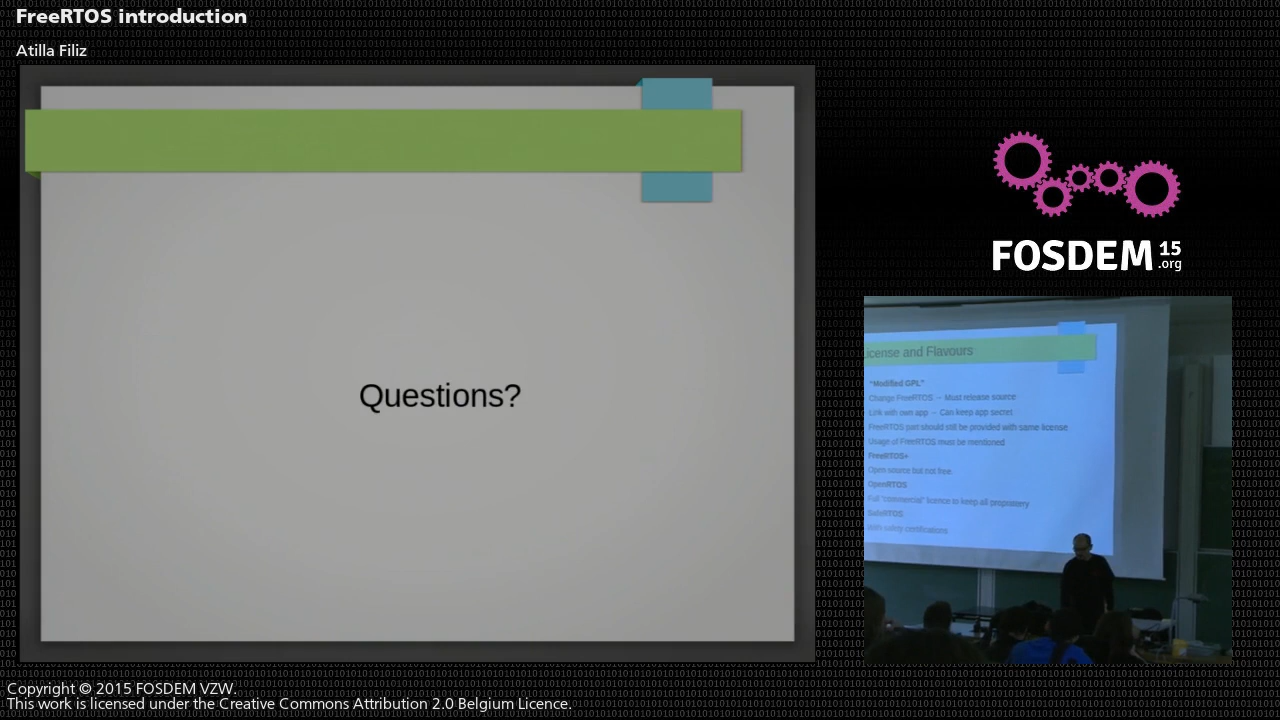 FreeRTOS introduction
Atilla Filiz
Questions?
FOSDEM 15
.org
License and Flavours
"Modified GPL"
Change FreeRTOS → Must release source
Link with own app → Can keep app secret
FreeRTOS part should still be provided with same license
Usage of FreeRTOS must be mentioned
FreeRTOS+
Open source but not free
OpenRTOS
Full "commercial" licence to keep all proprietary
SafeRTOS
With safety certifications
Copyright © 2015 FOSDEM VZW.
This work is licensed under the Creative Commons Attribution 2.0 Belgium Licence.